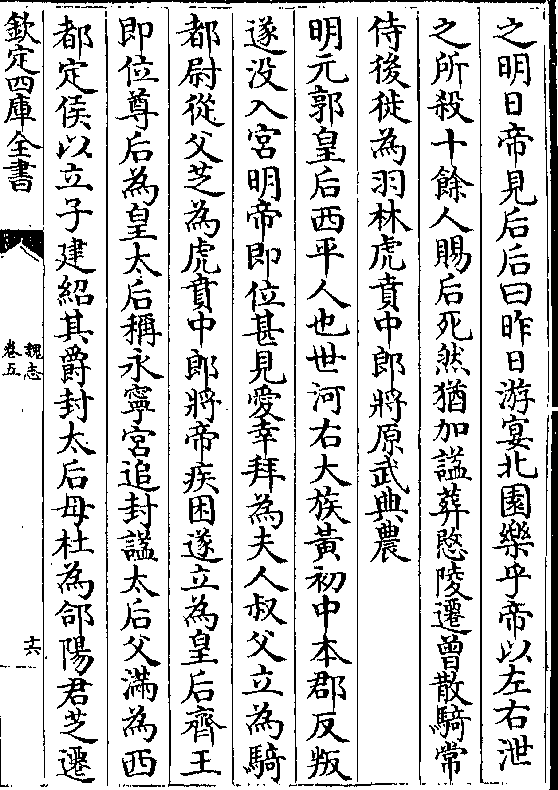 之明日帝見后后曰昨日游宴北園樂乎帝以左右泄
之所殺十餘人賜后死然猶加諡葬愍陵遷曾散騎常
侍後徙為羽林虎賁中郎將原武典農
明元郭皇后西平人也世河右大族黃初中本郡反叛
遂没入宮明帝即位甚見愛幸拜為夫人叔父立為騎
都尉從父芝為虎賁中郎將帝疾困遂立為皇后齊王
即位尊后為皇太后稱永寧宮追封諡太后父滿為西
都定侯以立子建紹其爵封太后母杜為郃陽君芝遷
欽定四庫全書
魏志
卷五
十六